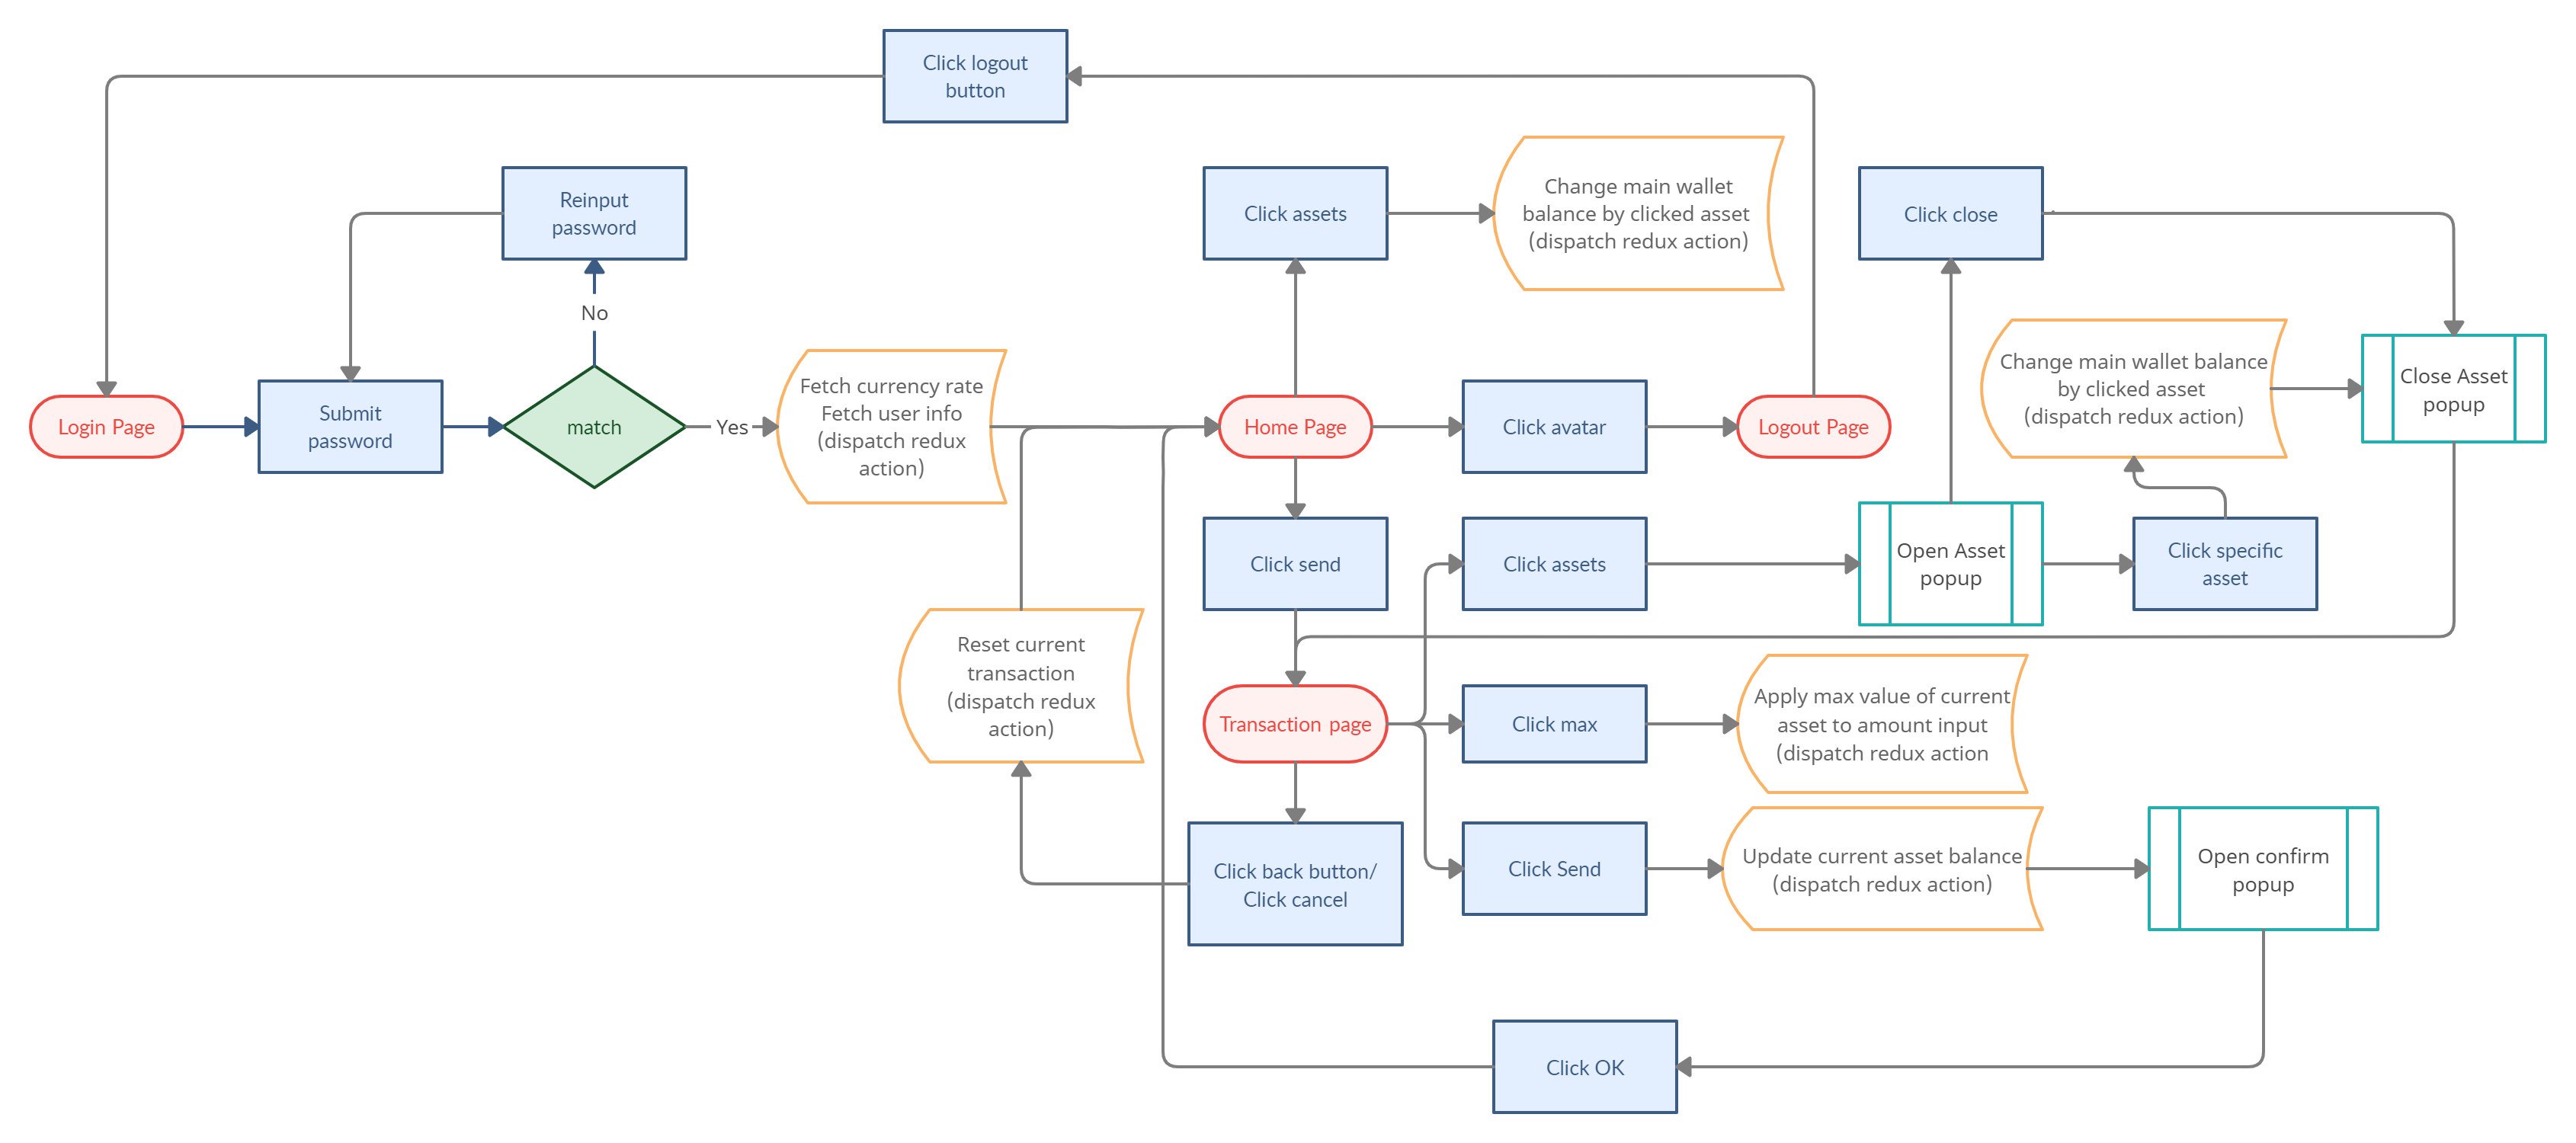 Click logout
button
Reinput
password
Click assets
Change main wallet
balance by clicked asset
(dispatch redux action)
Click close
No
Login Page
Submit
password
match
Yes
Fetch currency rate
Fetch user info
(dispatch redux
action)
Home Page
Click avatar
Logout Page
Change main wallet balance
by clicked asset
(dispatch redux action)
Close Asset
popup
Click send
Click assets
Open Asset
popup
Click specific
asset
Reset current
transaction
(dispatch redux
action)
Transaction page
Click max
Apply max value of current
asset to amount input
(dispatch redux action
Click back button/
Click cancel
Click Send
Update current asset balance
(dispatch redux action)
Open confirm
popup
Click OK